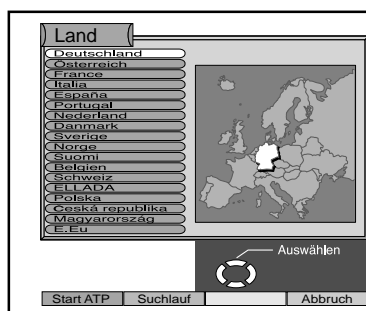 Land
Deutschland
Österreich
France
Italia
España
Portugal
Nederland
Danmark
Sverige
Norge
Suomi
Belgien
Schweiz
ELLADA
Polska
Česká republika
Magyarország
E.Eu
Auswählen
Start ATP Suchlauf Abbruch